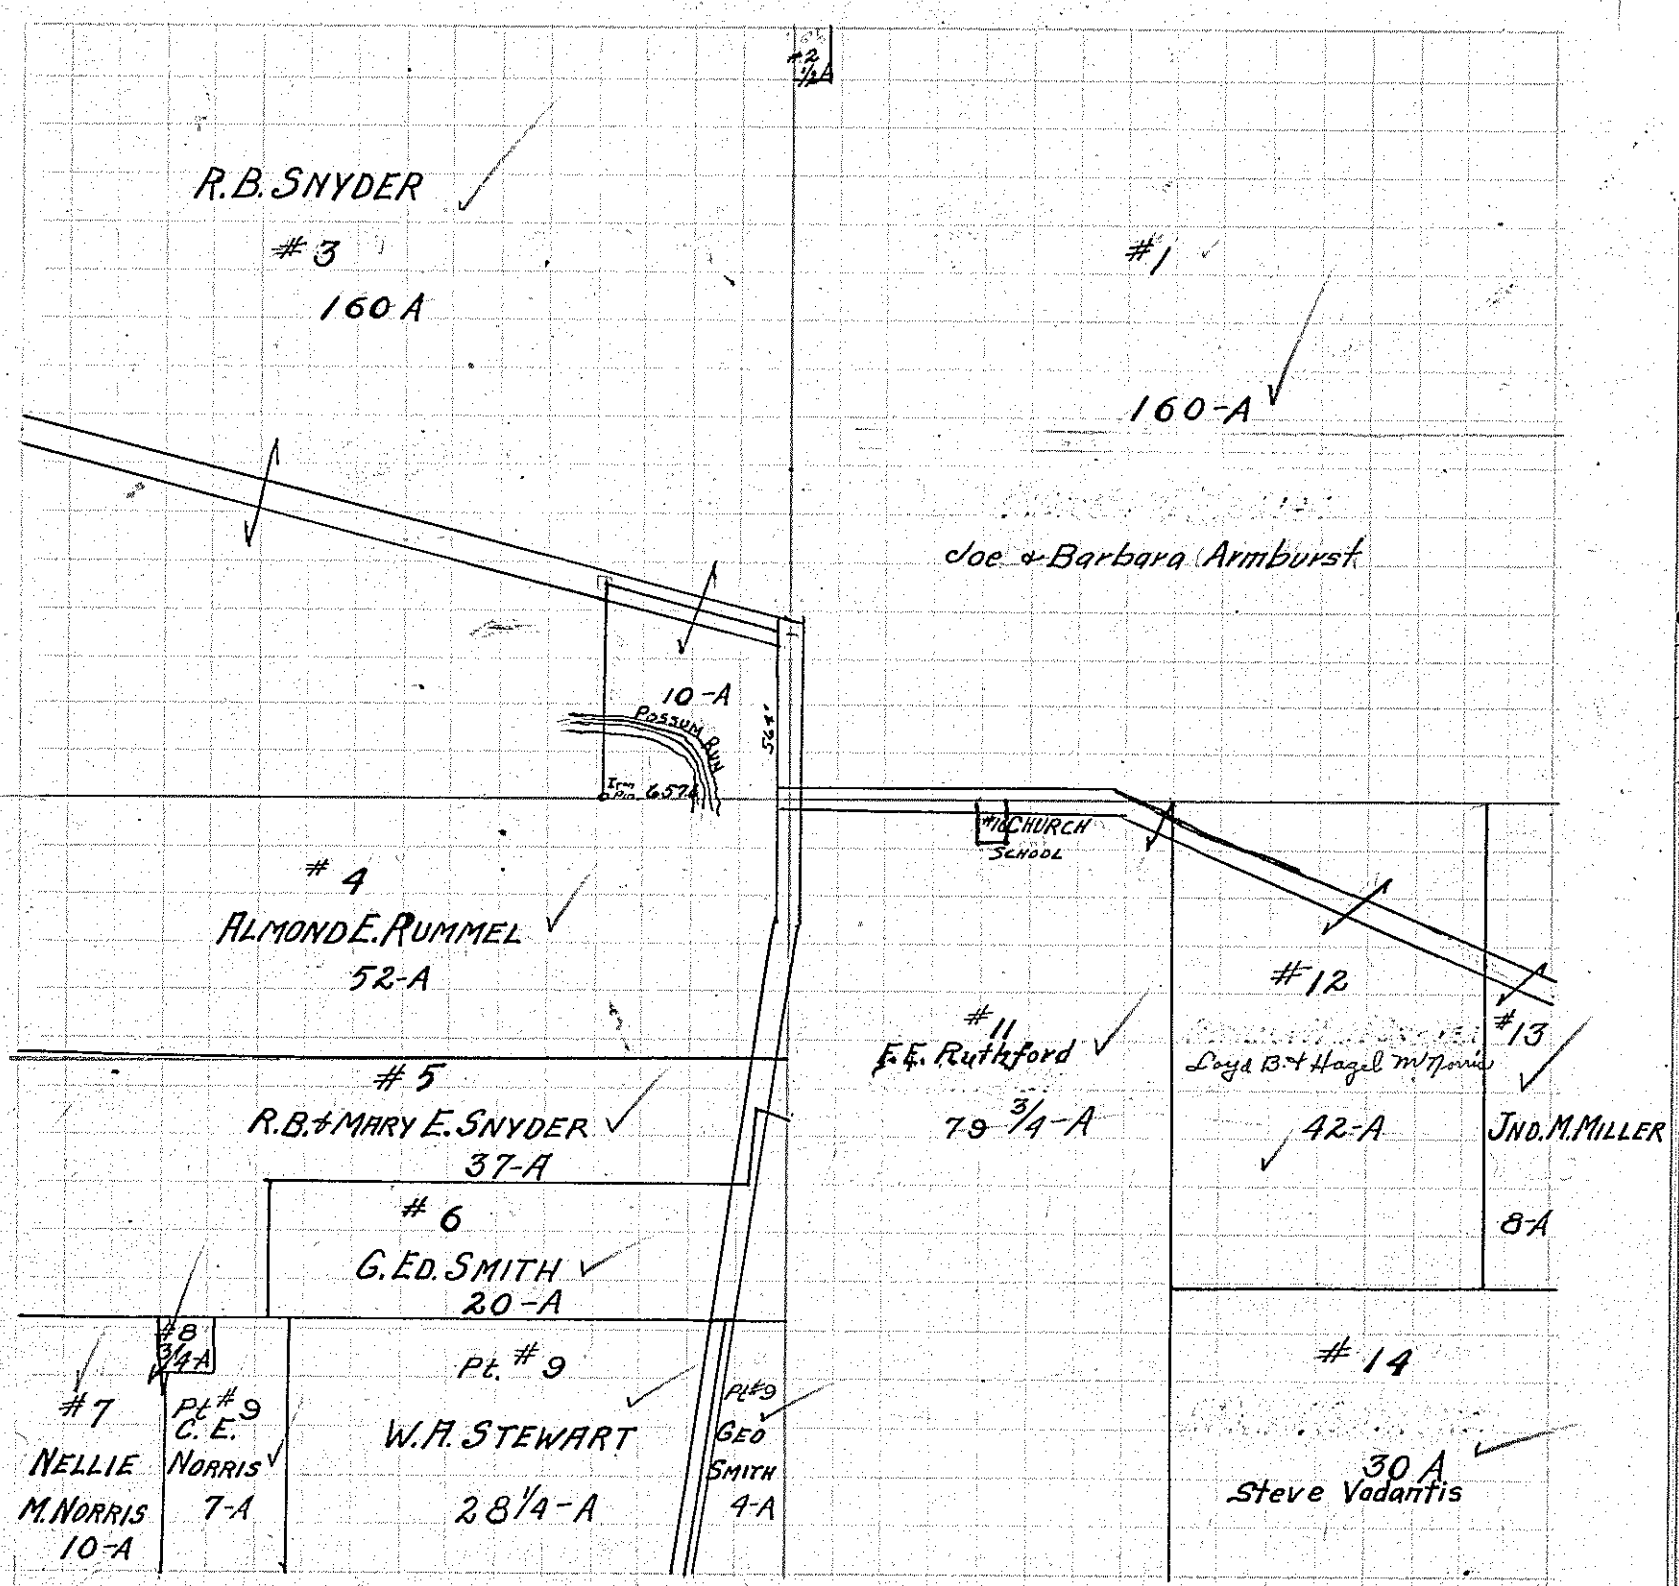 #2
1/2A
R.B. SNYDER
#3
160 A
#1
160-A
Joe & Barbara Armburst
10-A
POSSUM RUN
564'
Iron
Pin
657.6
#10 CHURCH
SCHOOL
#4
ALMOND E. RUMMEL
52-A
#5
R.B. & MARY E. SNYDER
37-A
#6
G. ED. SMITH
20-A
#11
F.E. Ruthford
79 3/4-A
#12
Loyd B. & Hazel M Norris
42-A
#13
JNO. M. MILLER
8-A
#8
3/4-A
#7
NELLIE
M. NORRIS
10-A
Pt #9
C. E.
NORRIS
7-A
Pt. #9
W.A. STEWART
28 1/4-A
Pt #9
GEO
SMITH
4-A
#14
30 A
Steve Vadantis